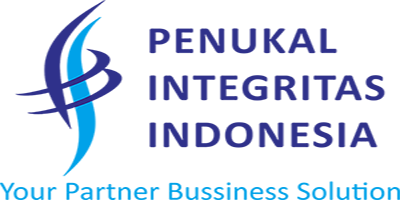 PENUKAL
INTEGRITAS
INDONESIA
Your Partner Bussiness Solution